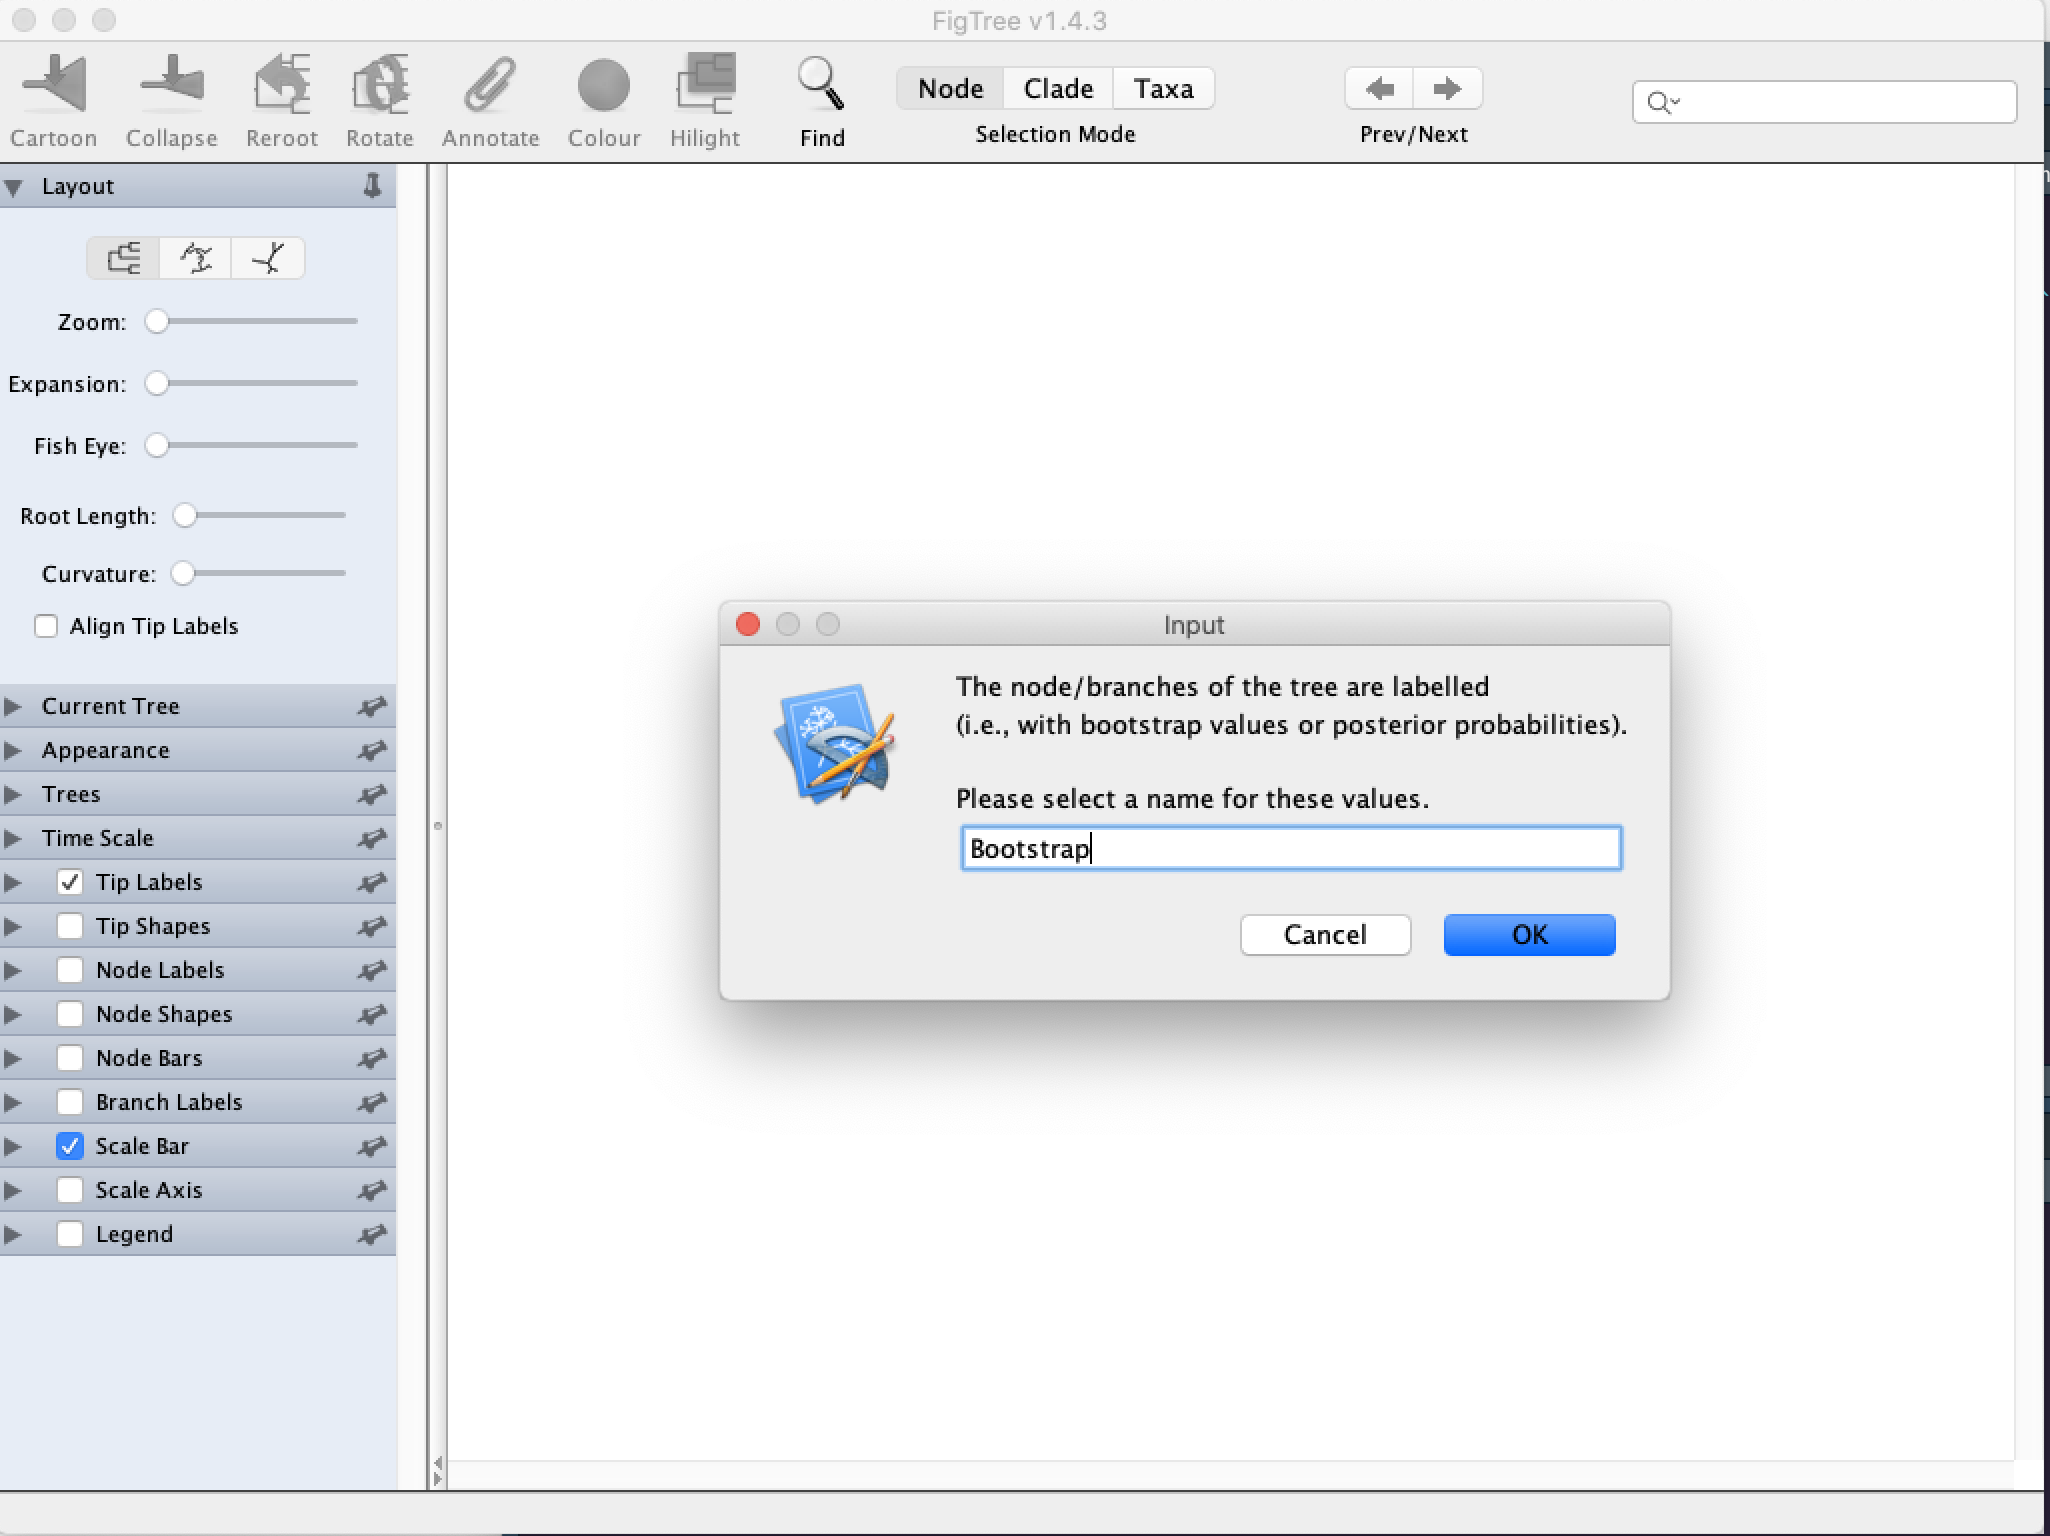 FigTree v1.4.3
Cartoon Collapse Reroot Rotate Annotate Colour Hilight Find
Node Clade Taxa
Selection Mode
Prev/Next
Layout
Zoom:
Expansion:
Fish Eye:
Root Length:
Curvature:
Align Tip Labels
Current Tree
Appearance
Trees
Time Scale
Tip Labels
Tip Shapes
Node Labels
Node Shapes
Node Bars
Branch Labels
Scale Bar
Scale Axis
Legend
Input
The node/branches of the tree are labelled
(i.e., with bootstrap values or posterior probabilities).
Please select a name for these values.
Bootstrap
Cancel OK